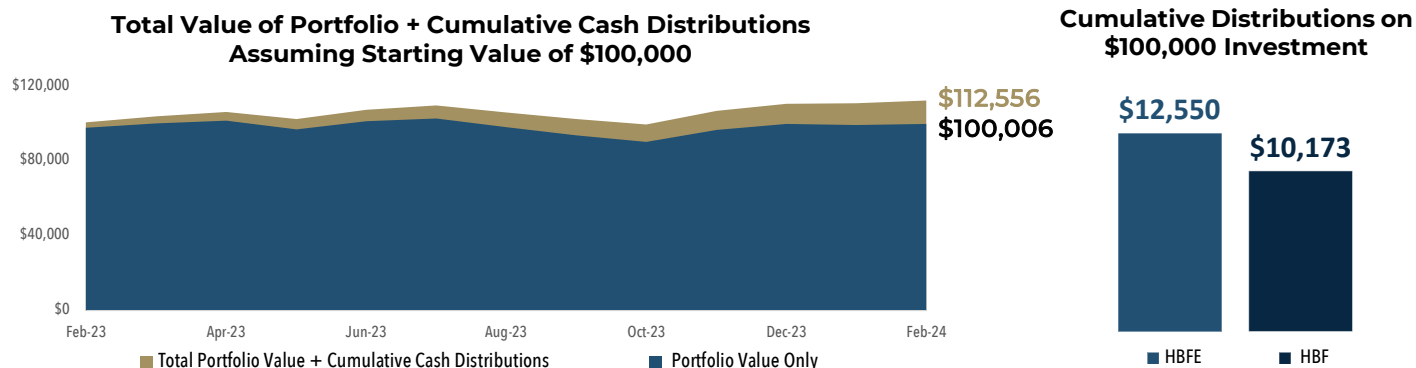 Total Value of Portfolio + Cumulative Cash Distributions
Assuming Starting Value of $100,000
$120,000
$80,000
$40,000
$0
$112,556
$100,006
Feb-23
Apr-23
Jun-23
Aug-23
Oct-23
Dec-23
Feb-24
Total Portfolio Value + Cumulative Cash Distributions
Portfolio Value Only
Cumulative Distributions on
$100,000 Investment
$12,550
$10,173
HBFE
HBF